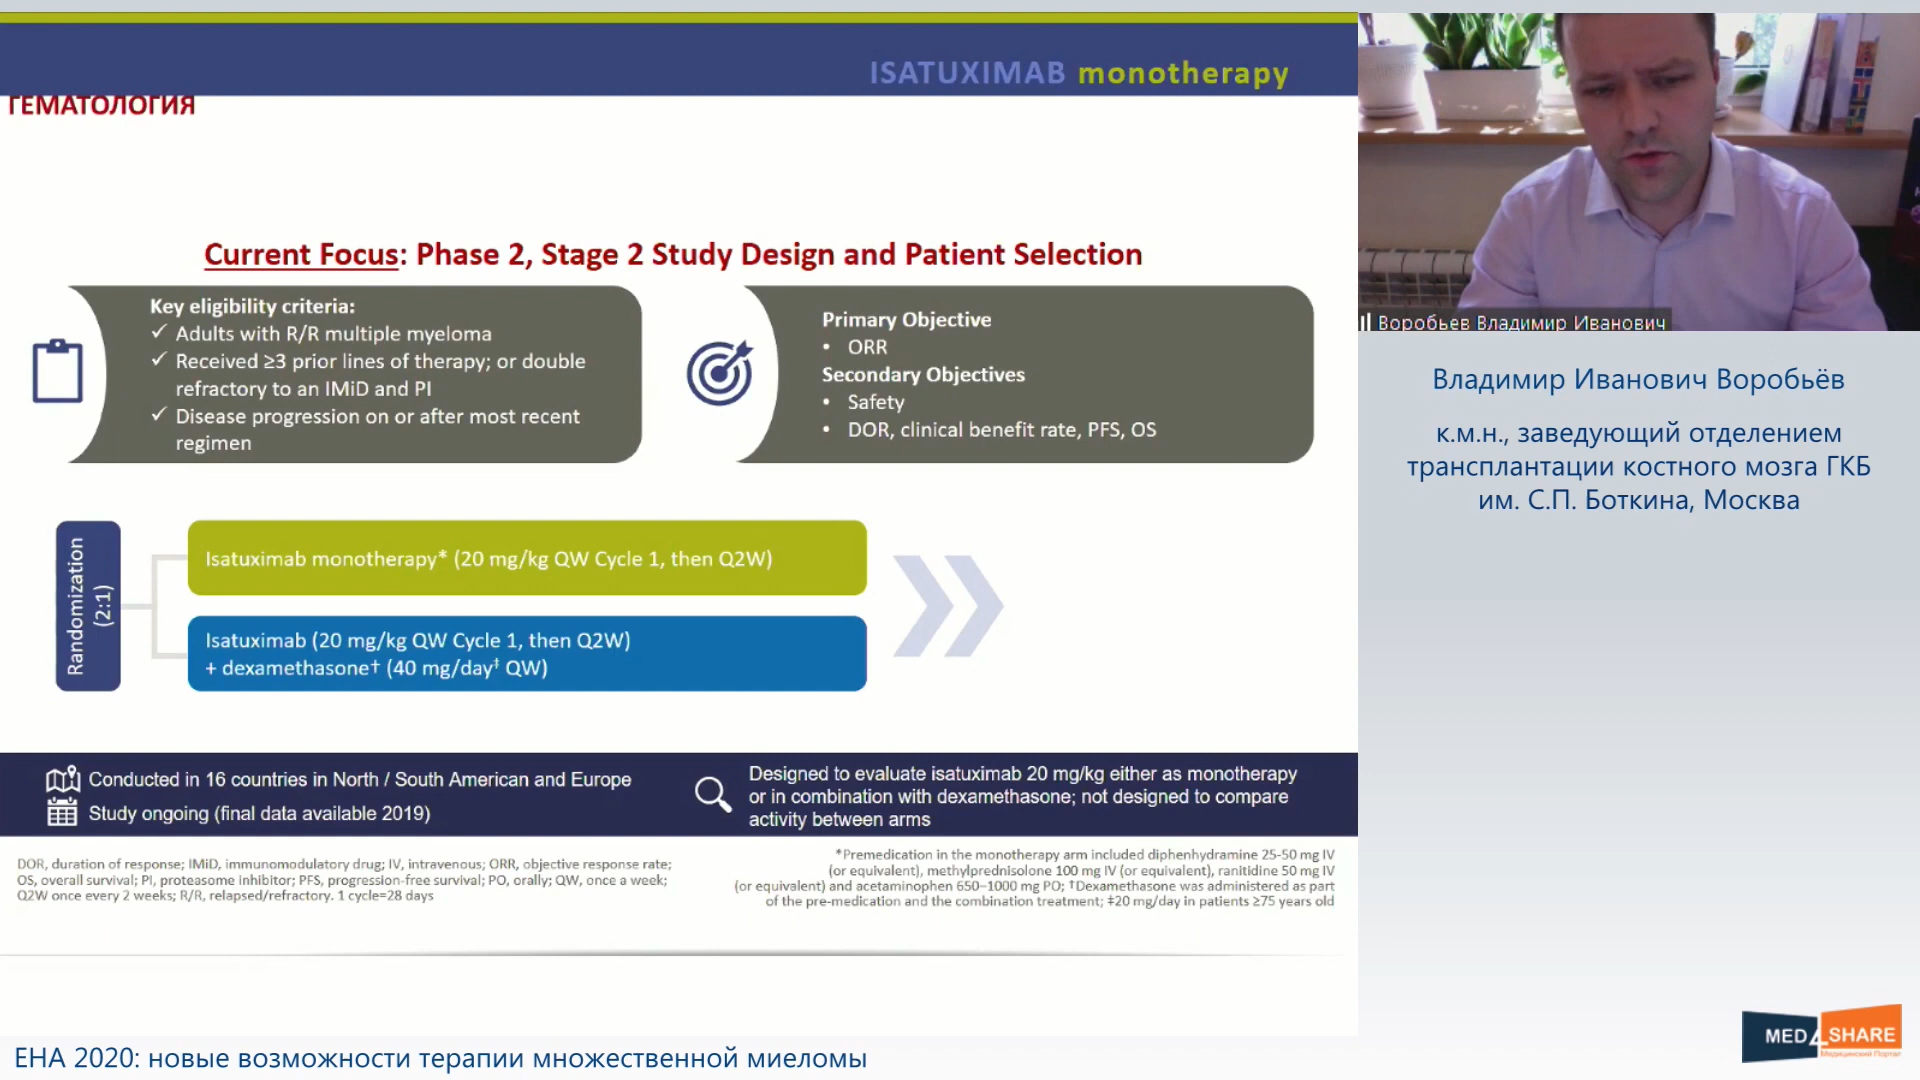 ISATUXIMAB monotherapy
ГЕМАТОЛОГИЯ
Current Focus: Phase 2, Stage 2 Study Design and Patient Selection
Key eligibility criteria:
✓ Adults with R/R multiple myeloma
✓ Received ≥3 prior lines of therapy; or double
refractory to an IMiD and PI
✓ Disease progression on or after most recent
regimen
Primary Objective
• ORR
Secondary Objectives
• Safety
• DOR, clinical benefit rate, PFS, OS
Randomization
(2:1)
Isatuximab monotherapy* (20 mg/kg QW Cycle 1, then Q2W)
Isatuximab (20 mg/kg QW Cycle 1, then Q2W)
+ dexamethasone† (40 mg/day‡ QW)
Conducted in 16 countries in North / South American and Europe
Study ongoing (final data available 2019)
Designed to evaluate isatuximab 20 mg/kg either as monotherapy
or in combination with dexamethasone; not designed to compare
activity between arms
DOR, duration of response; IMiD, immunomodulatory drug; IV, intravenous; ORR, objective response rate;
OS, overall survival; PI, proteasome inhibitor; PFS, progression-free survival; PO, orally; QW, once a week;
Q2W once every 2 weeks; R/R, relapsed/refractory. 1 cycle=28 days
*Premedication in the monotherapy arm included diphenhydramine 25-50 mg IV
(or equivalent), methylprednisolone 100 mg IV (or equivalent), ranitidine 50 mg IV
(or equivalent) and acetaminophen 650–1000 mg PO; †Dexamethasone was administered as part
of the pre-medication and the combination treatment; ‡20 mg/day in patients ≥75 years old
Воробьев Владимир Иванович
Владимир Иванович Воробьёв
к.м.н., заведующий отделением
трансплантации костного мозга ГКБ
им. С.П. Боткина, Москва
MED4SHARE
Медицинский Портал
EHA 2020: новые возможности терапии множественной миеломы